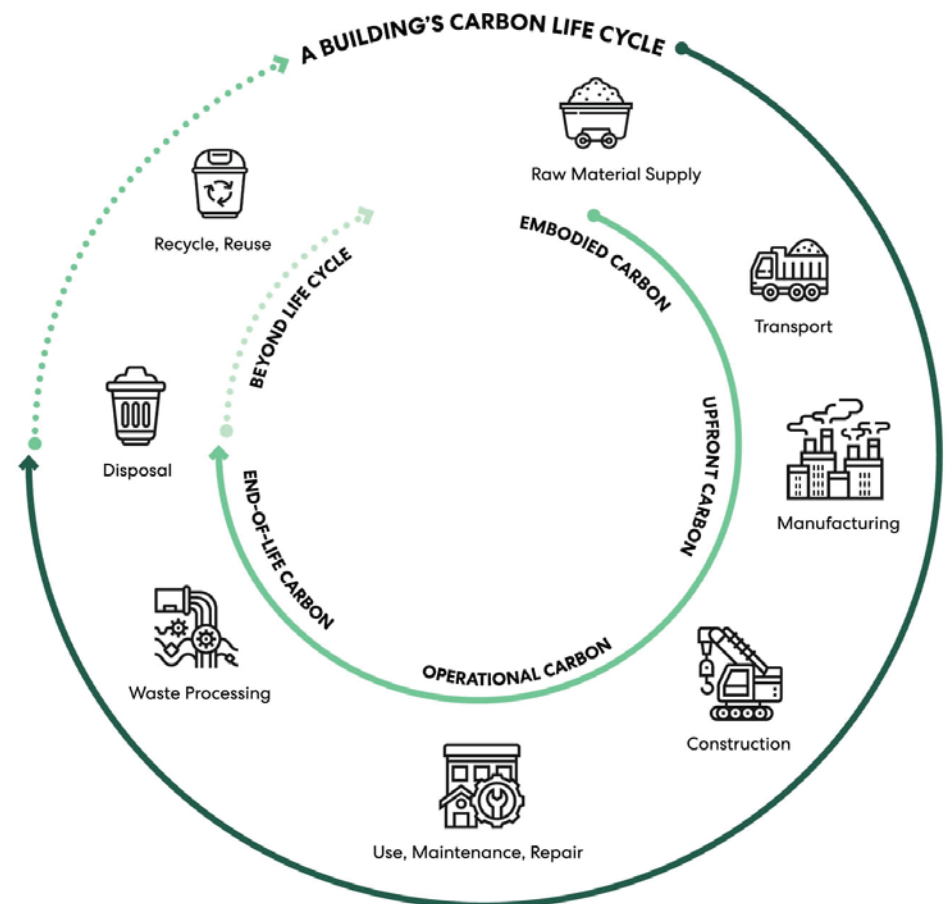 A BUILDING'S CARBON LIFE CYCLE
Raw Material Supply
EMBODIED CARBON
Transport
UPFRONT CARBON
Manufacturing
Construction
OPERATIONAL CARBON
Use, Maintenance, Repair
END-OF-LIFE CARBON
Waste Processing
Disposal
BEYOND LIFE CYCLE
Recycle, Reuse